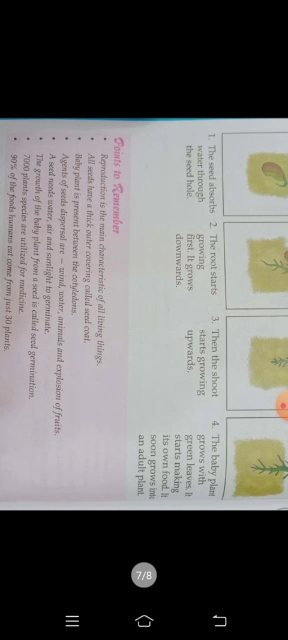 1. The seed absorbs
water through
the seed hole.
2. The root starts
growing
first. It grows
downwards.
3. Then the shoot
starts growing
upwards.
4. The baby plant
grows with
green leaves. It
starts making
its own food. It
soon grows into
an adult plant.
Points to Remember
• Reproduction is the main characteristic of all living things.
• All seeds have a thick outer covering called seed coat.
• Baby plant is present between the cotyledons.
• Agents of seeds dispersal are – wind, water, animals and explosion of fruits.
• A seed needs water, air and sunlight to germinate.
• The growth of the baby plant from a seed is called seed germination.
• 7000 plants species are utilized for medicine.
• 90% of the foods humans eat come from just 30 plants.
7/8